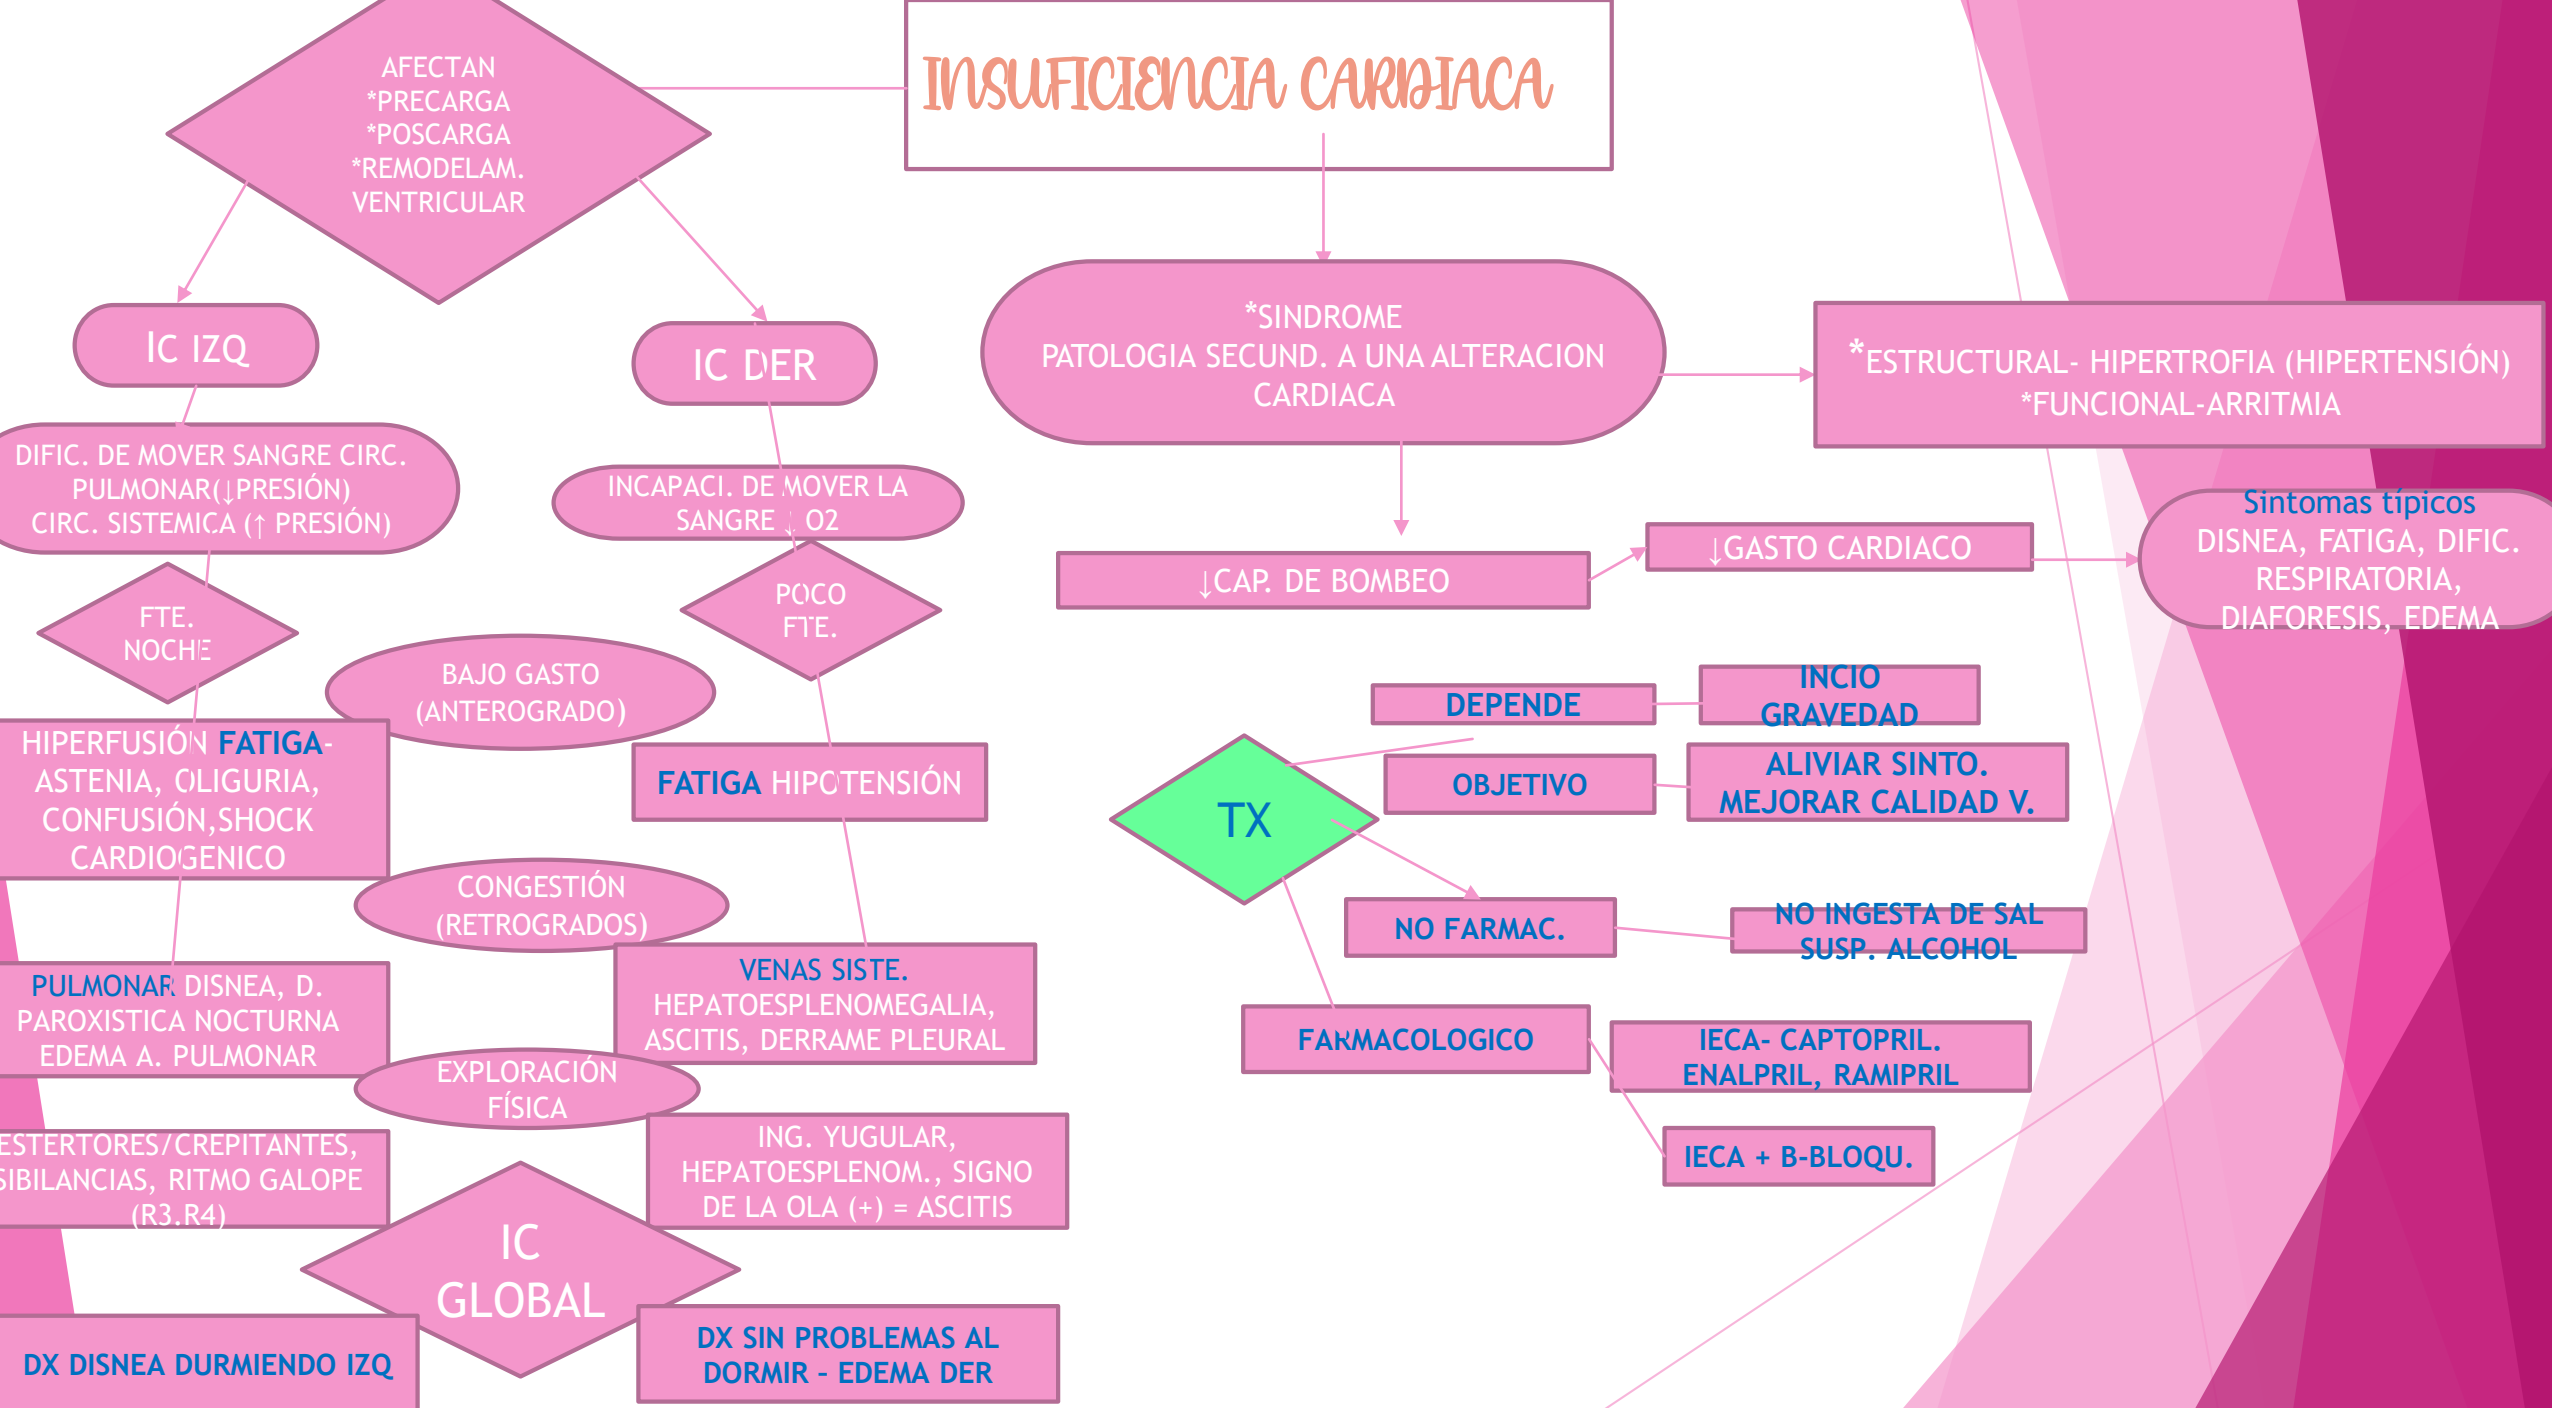 INSUFICIENCIA CARDIACA
AFECTAN
*PRECARGA
*POSCARGA
*REMODELAM.
VENTRICULAR
IC IZQ
IC DER
*SINDROME
PATOLOGIA SECUND. A UNA ALTERACION
CARDIACA
*ESTRUCTURAL- HIPERTROFIA (HIPERTENSIÓN)
*FUNCIONAL-ARRITMIA
DIFIC. DE MOVER SANGRE CIRC.
PULMONAR(↓PRESIÓN)
CIRC. SISTEMICA (↑ PRESIÓN)
INCAPACI. DE MOVER LA
SANGRE ↓ O2
↓CAP. DE BOMBEO
↓GASTO CARDIACO
Sintomas típicos
DISNEA, FATIGA, DIFIC.
RESPIRATORIA,
DIAFORESIS, EDEMA
FTE.
NOCHE
POCO
FTE.
BAJO GASTO
(ANTEROGRADO)
HIPERFUSIÓN FATIGA-
ASTENIA, OLIGURIA,
CONFUSIÓN,SHOCK
CARDIOGENICO
FATIGA HIPOTENSIÓN
CONGESTIÓN
(RETROGRADOS)
PULMONAR DISNEA, D.
PAROXISTICA NOCTURNA
EDEMA A. PULMONAR
VENAS SISTE.
HEPATOESPLENOMEGALIA,
ASCITIS, DERRAME PLEURAL
EXPLORACIÓN
FÍSICA
ESTERTORES/CREPITANTES,
SIBILANCIAS, RITMO GALOPE
(R3.R4)
ING. YUGULAR,
HEPATOESPLENOM., SIGNO
DE LA OLA (+) = ASCITIS
IC
GLOBAL
DX DISNEA DURMIENDO IZQ
DX SIN PROBLEMAS AL
DORMIR – EDEMA DER
TX
DEPENDE
INCIO
GRAVEDAD
OBJETIVO
ALIVIAR SINTO.
MEJORAR CALIDAD V.
NO FARMAC.
NO INGESTA DE SAL
SUSP. ALCOHOL
FARMACOLOGICO
IECA- CAPTOPRIL.
ENALPRIL, RAMIPRIL
IECA + B-BLOQU.